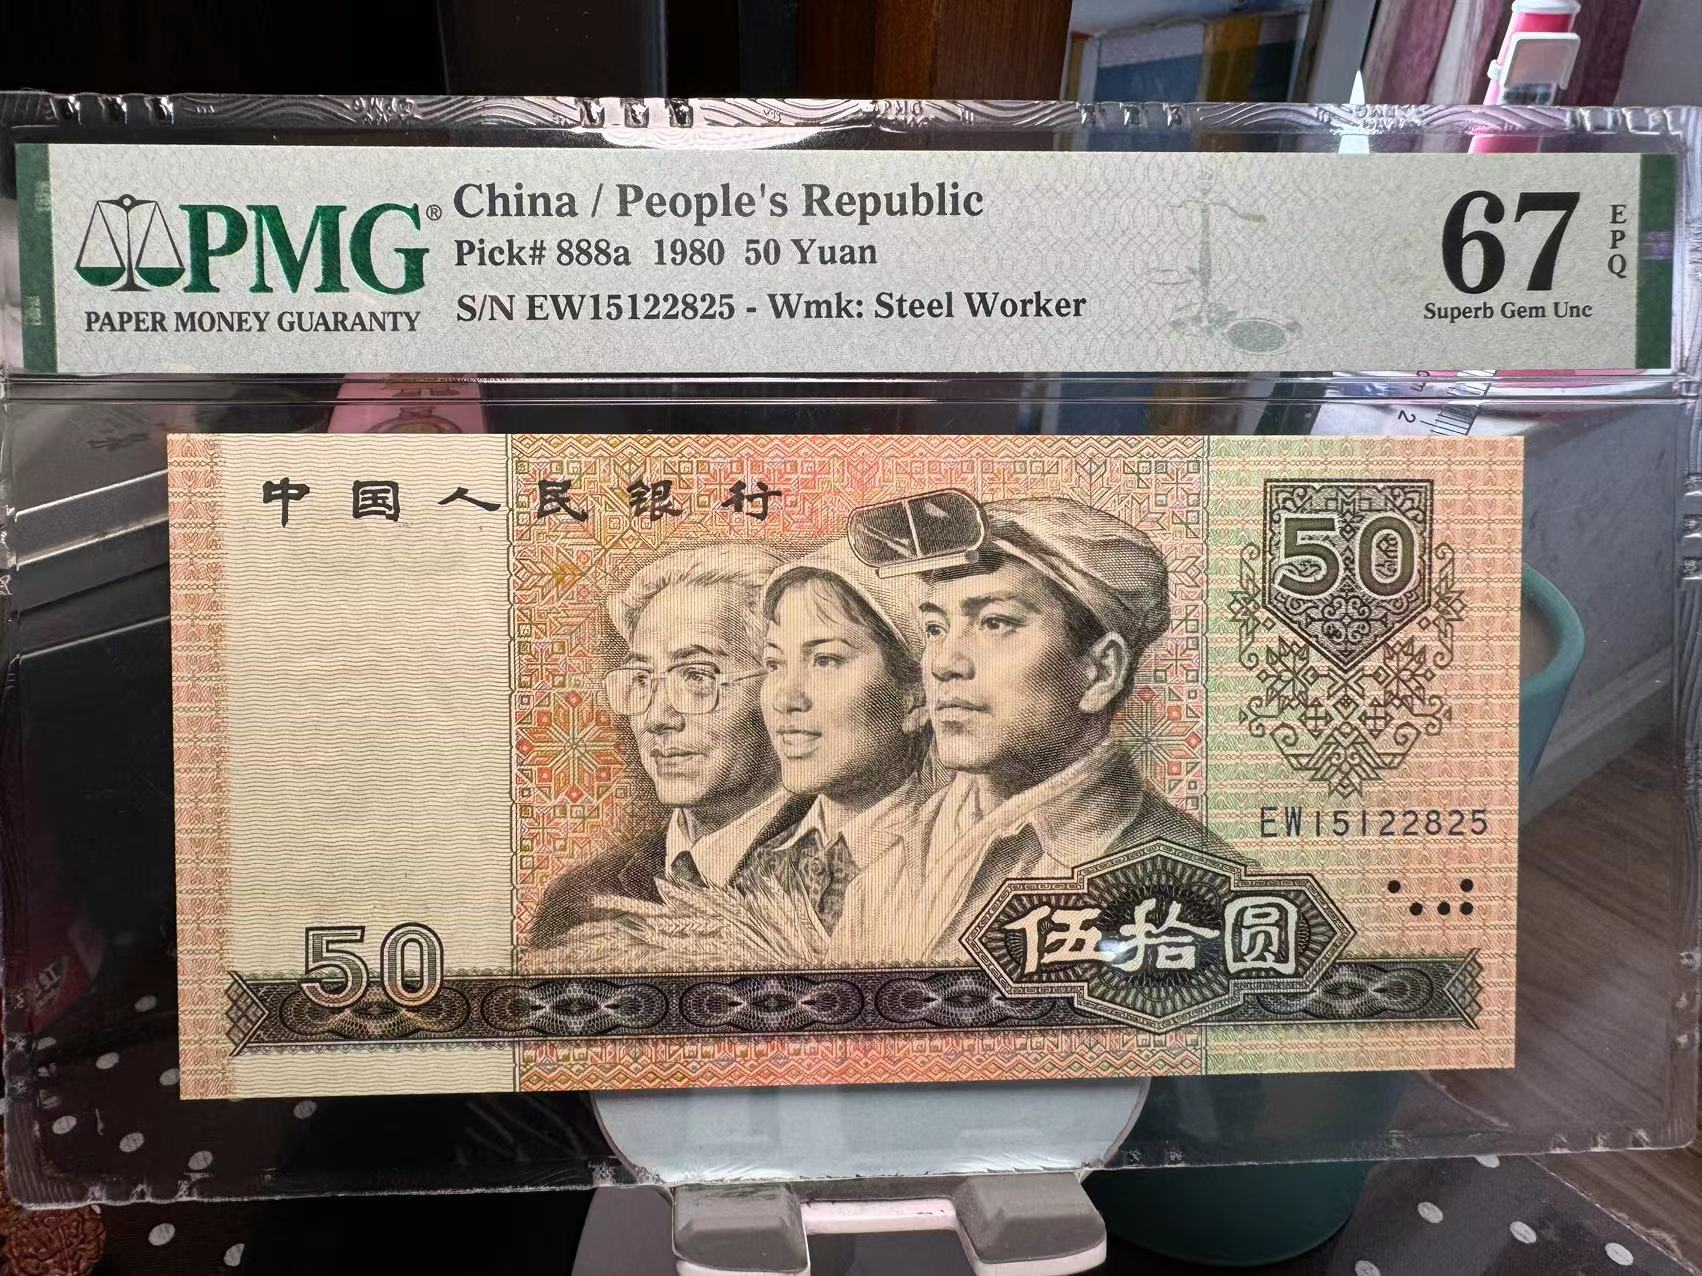 PMG® China / People's Republic 67 EPQ
Pick# 888a 1980 50 Yuan
PAPER MONEY GUARANTY S/N EW15122825 - Wmk: Steel Worker Superb Gem Unc
中国人民银行
50
EW15122825
伍拾圆
50